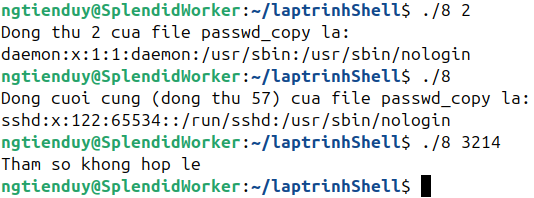 ngtienduy@SplendidWorker:~/laptrinhShell$ ./8 2
Dong thu 2 cua file passwd_copy la:
daemon:x:1:1:daemon:/usr/sbin:/usr/sbin/nologin
ngtienduy@SplendidWorker:~/laptrinhShell$ ./8
Dong cuoi cung (dong thu 57) cua file passwd_copy la:
sshd:x:122:65534::/run/sshd:/usr/sbin/nologin
ngtienduy@SplendidWorker:~/laptrinhShell$ ./8 3214
Tham so khong hop le
ngtienduy@SplendidWorker:~/laptrinhShell$